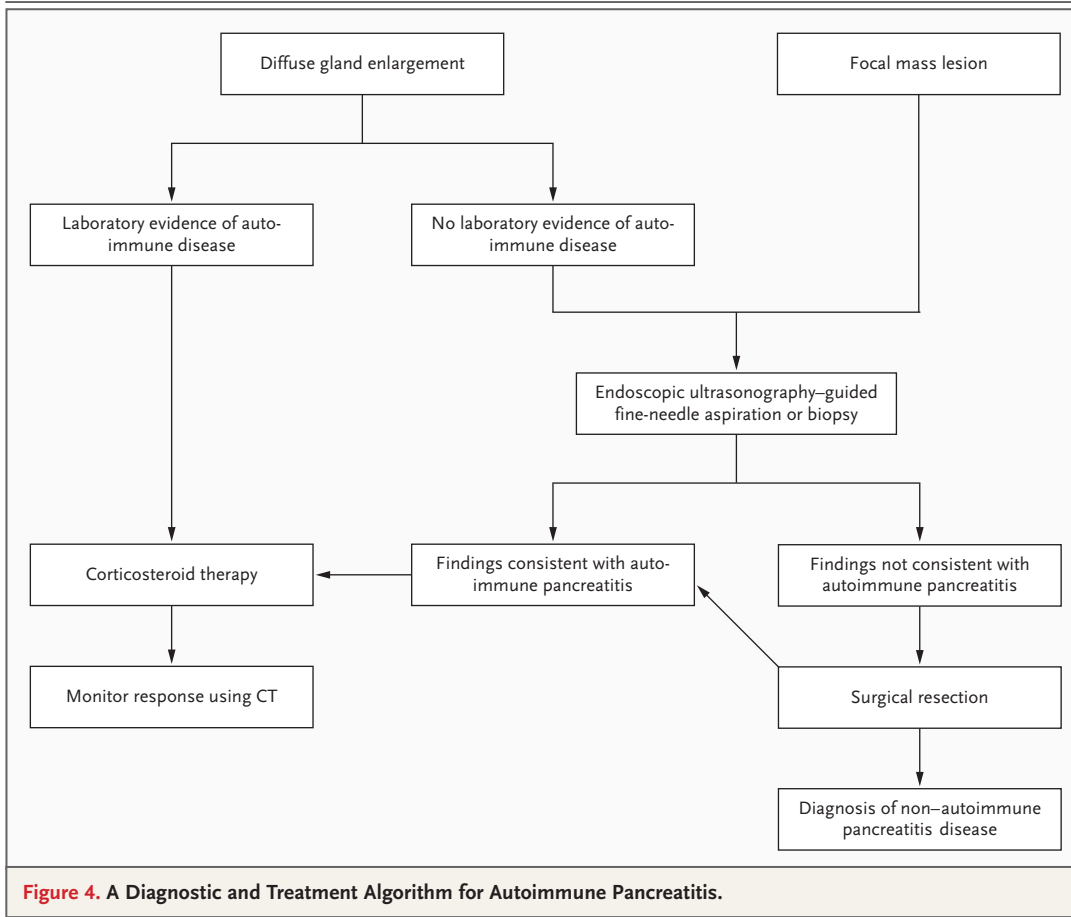 Diffuse gland enlargement
Focal mass lesion
Laboratory evidence of auto-
immune disease
No laboratory evidence of auto-
immune disease
Endoscopic ultrasonography–guided
fine-needle aspiration or biopsy
Corticosteroid therapy
Findings consistent with auto-
immune pancreatitis
Findings not consistent with
autoimmune pancreatitis
Monitor response using CT
Surgical resection
Diagnosis of non–autoimmune
pancreatitis disease
Figure 4. A Diagnostic and Treatment Algorithm for Autoimmune Pancreatitis.